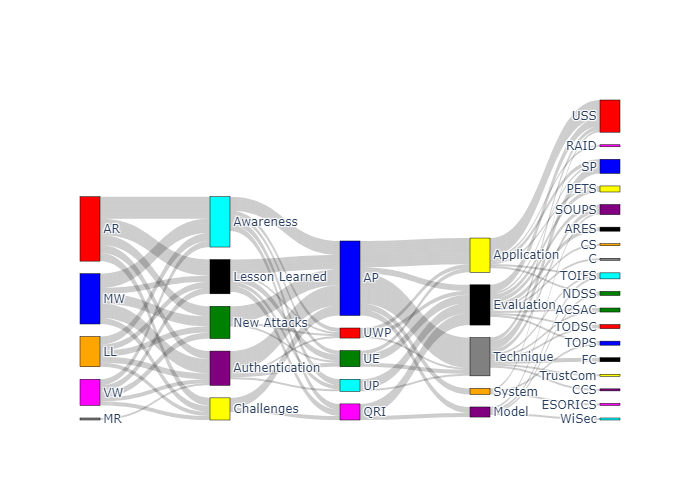 AR
MW
LL
VW
MR
Awareness
Lesson Learned
New Attacks
Authentication
Challenges
AP
UWP
UE
UP
QRI
Application
Evaluation
Technique
System
Model
USS
RAID
SP
PETS
SOUPS
ARES
CS
C
TOIFS
NDSS
ACSAC
TODSC
TOPS
FC
TrustCom
CCS
ESORICS
WiSec